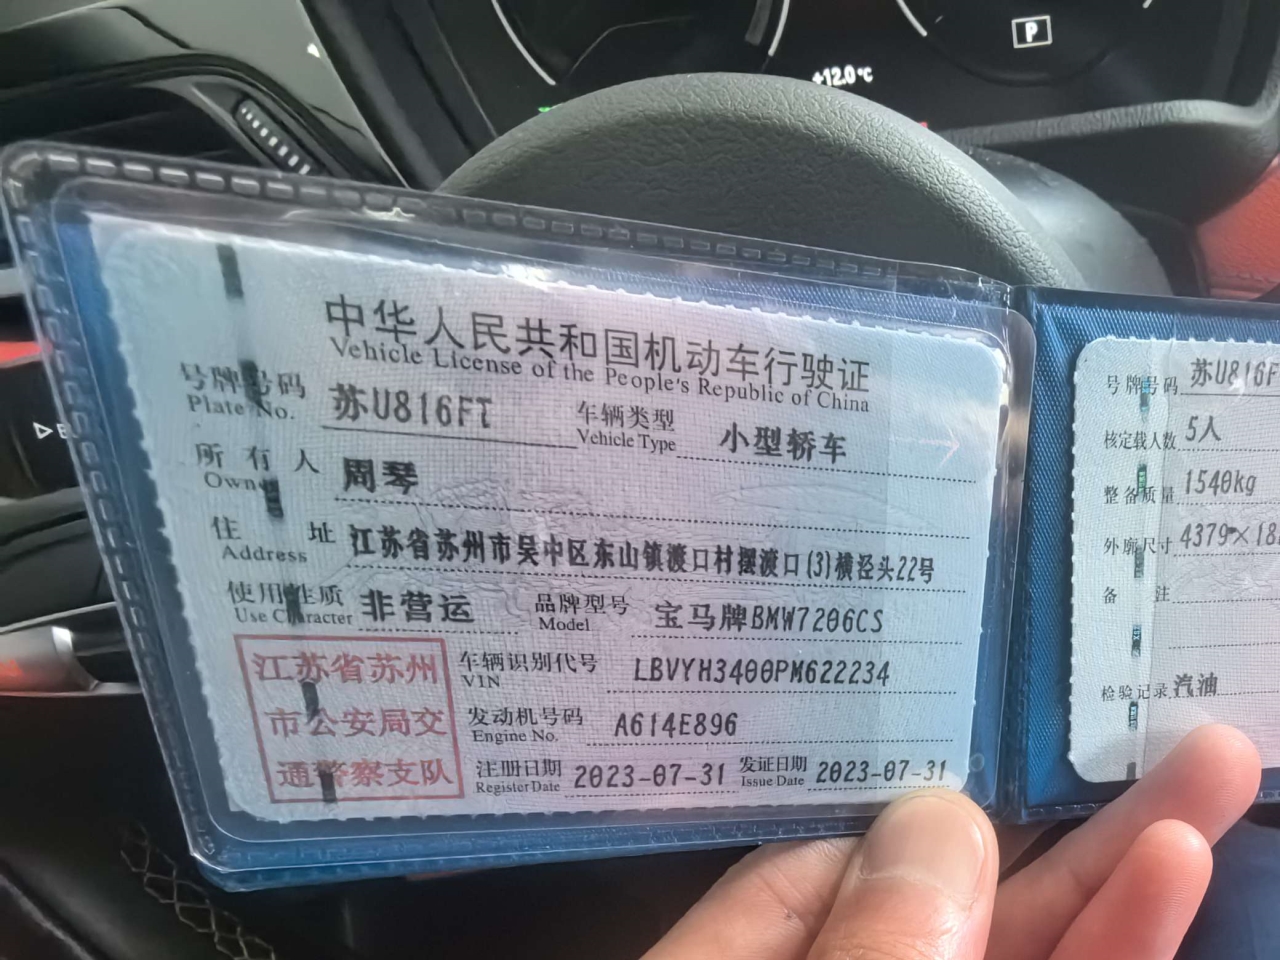 P
+12.0°C
中华人民共和国机动车行驶证
Vehicle License of the People's Republic of China
号牌号码 苏U816FT 车辆类型 小型轿车
Plate No. Vehicle Type
所有人 周琴
Owner
住址 江苏省苏州市吴中区东山镇渡口村摆渡口(3)横泾头22号
Address
使用性质 非营运 品牌型号 宝马牌BMW7206CS
Use Character Model
江苏省苏州
市公安局交
通警察支队
车辆识别代号 LBVYH3400PM622234
VIN
发动机号码 A614E896
Engine No.
注册日期 2023-07-31 发证日期 2023-07-31
Register Date Issue Date
号牌号码 苏U816F
核定载人数 5人
整备质量 1540kg
外廓尺寸 4379×18
备注
检验记录 汽油